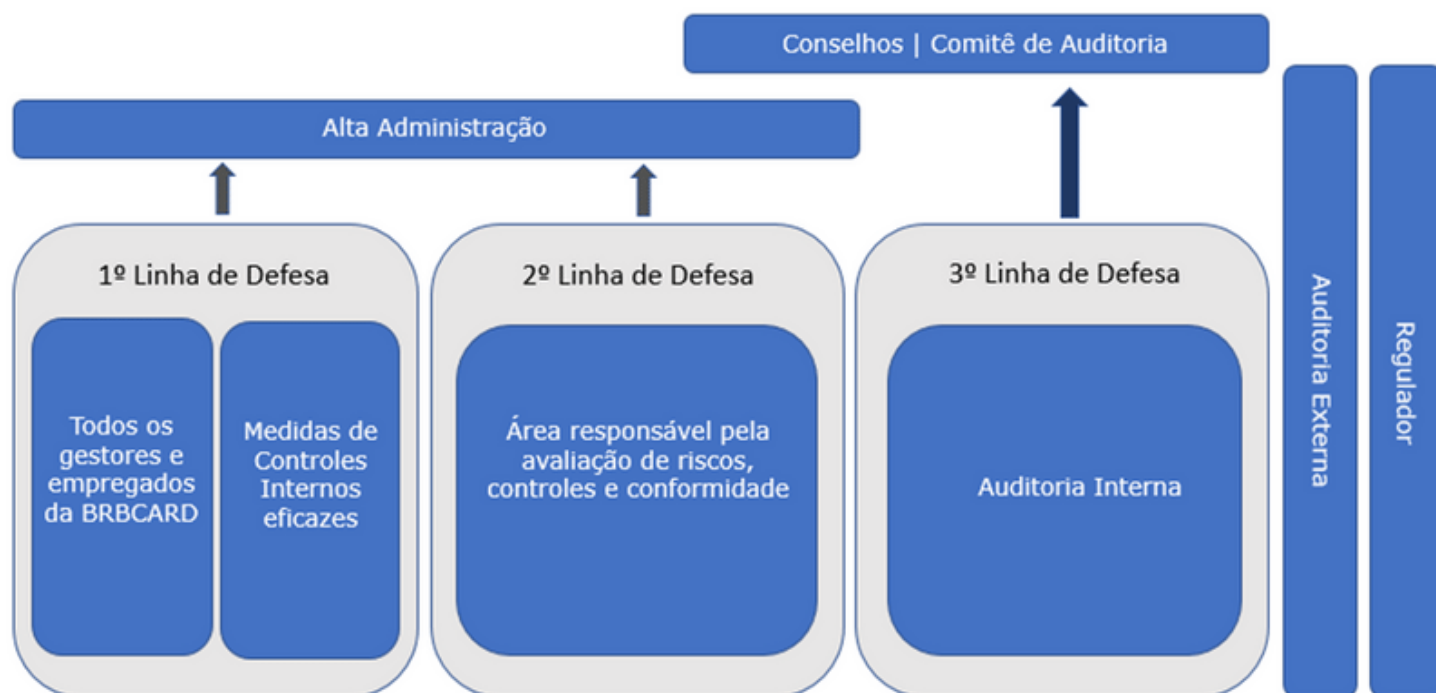 Conselhos | Comitê de Auditoria
Alta Administração
1º Linha de Defesa
Todos os
gestores e
empregados
da BRBCARD
Medidas de
Controles
Internos
eficazes
2º Linha de Defesa
Área responsável pela
avaliação de riscos,
controles e conformidade
3º Linha de Defesa
Auditoria Interna
Auditoria Externa
Regulador